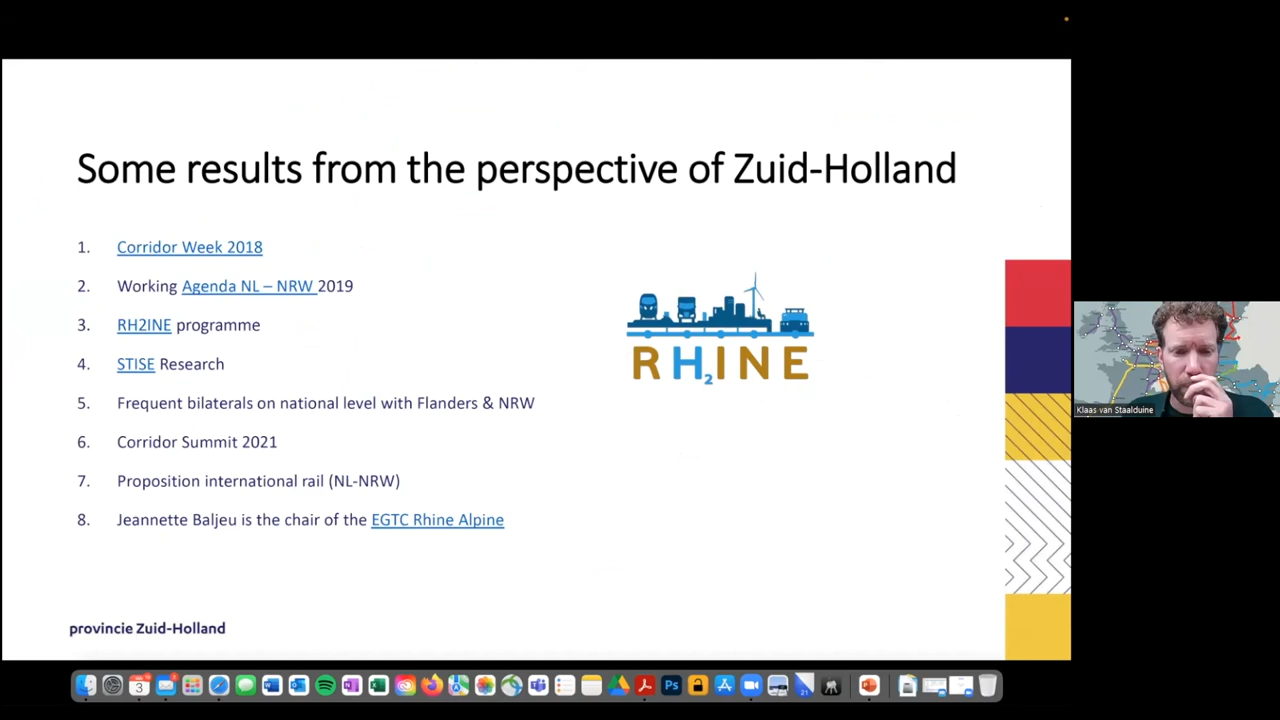 Some results from the perspective of Zuid-Holland
1. Corridor Week 2018
2. Working Agenda NL – NRW 2019
3. RH2INE programme
4. STISE Research
5. Frequent bilaterals on national level with Flanders & NRW
6. Corridor Summit 2021
7. Proposition international rail (NL-NRW)
8. Jeannette Baljeu is the chair of the EGTC Rhine Alpine
RH₂INE
Klaas van Staalduine
provincie Zuid-Holland
3